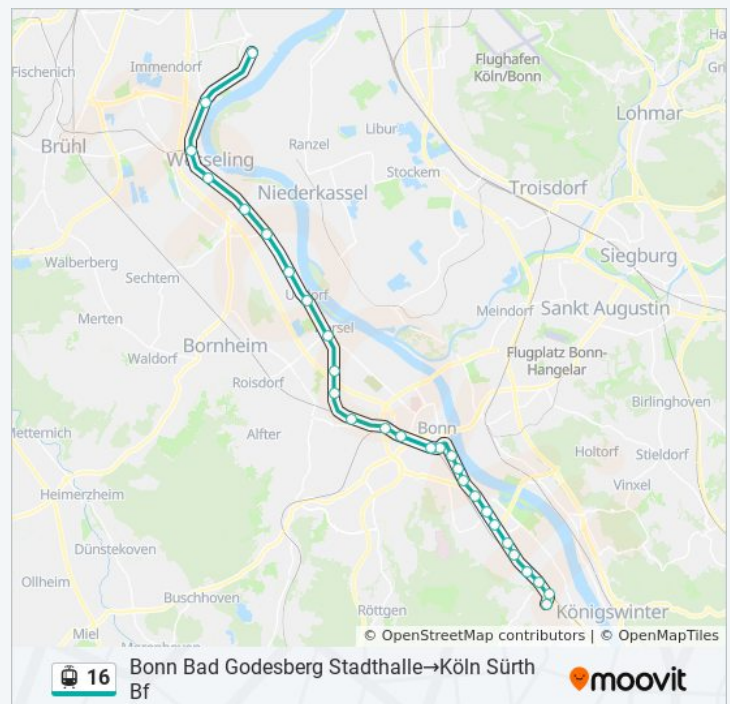 Flughafen
Köln/Bonn
Fischenich
Immendorf
Lohmar
Brühl
Ranzel
Libur
Wesseling
Stockem
Niederkassel
Troisdorf
Walberberg
Sechtem
Siegburg
Merten
Meindorf
Sankt Augustin
Waldorf
Bornheim
Roisdorf
Flugplatz Bonn-
Hangelar
Birlinghoven
Alfter
Bonn
Holtorf
Stieldorf
Vinxel
Heimerzheim
Dünstekoven
Ollheim
Buschhoven
Röttgen
Königswinter
Miel
© OpenStreetMap contributors | © OpenMapTiles
16
Bonn Bad Godesberg Stadthalle→Köln Sürth
Bf
moovit